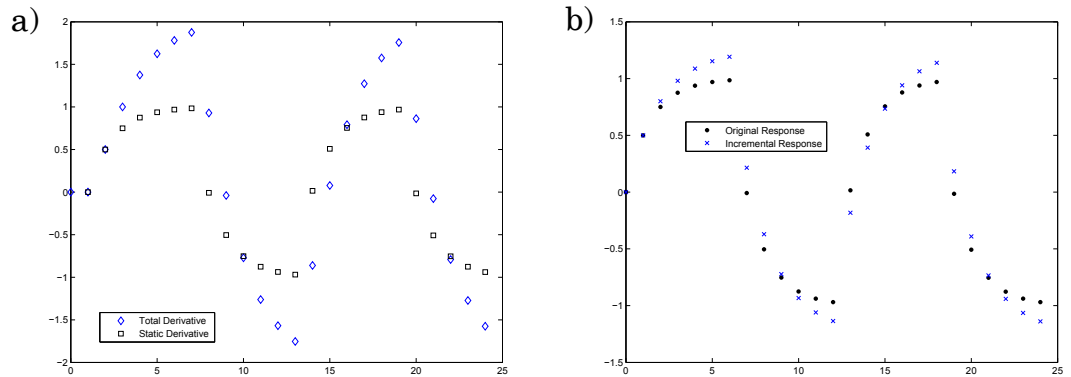 a)
2
1.5
1
0.5
0
−0.5
−1
−1.5
−2
0 5 10 15 20 25
Total Derivative
Static Derivative
b)
1.5
1
0.5
0
−0.5
−1
−1.5
0 5 10 15 20 25
Original Response
Incremental Response